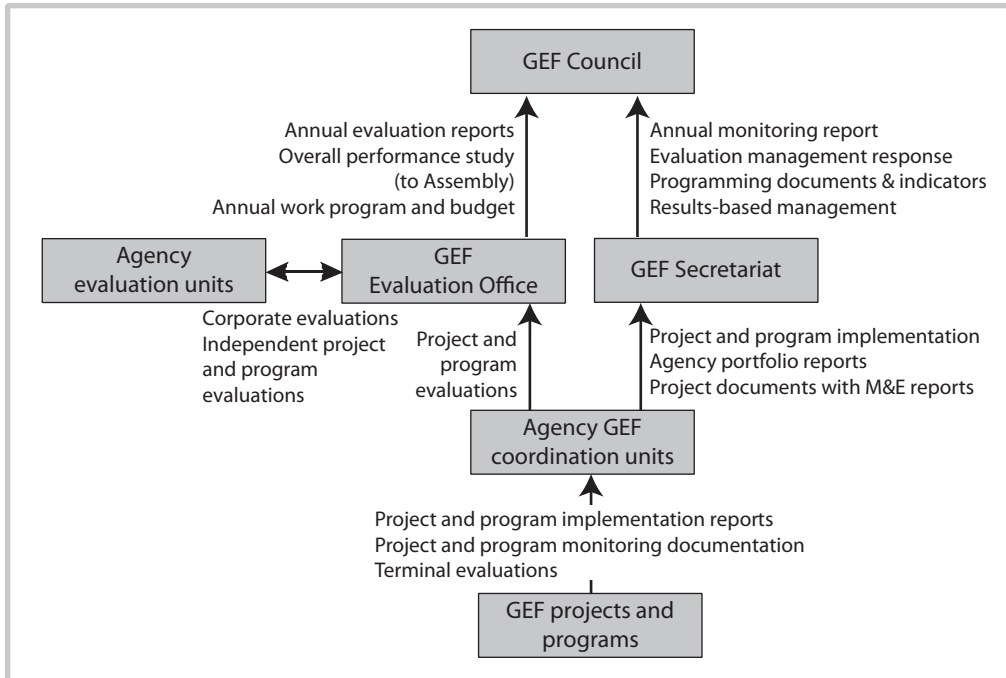 GEF Council
Annual evaluation reports
Overall performance study
(to Assembly)
Annual work program and budget
Annual monitoring report
Evaluation management response
Programming documents & indicators
Results-based management
Agency
evaluation units
GEF
Evaluation Office
GEF Secretariat
Corporate evaluations
Independent project
and program
evaluations
Project and
program
evaluations
Project and program implementation
Agency portfolio reports
Project documents with M&E reports
Agency GEF
coordination units
Project and program implementation reports
Project and program monitoring documentation
Terminal evaluations
GEF projects and
programs